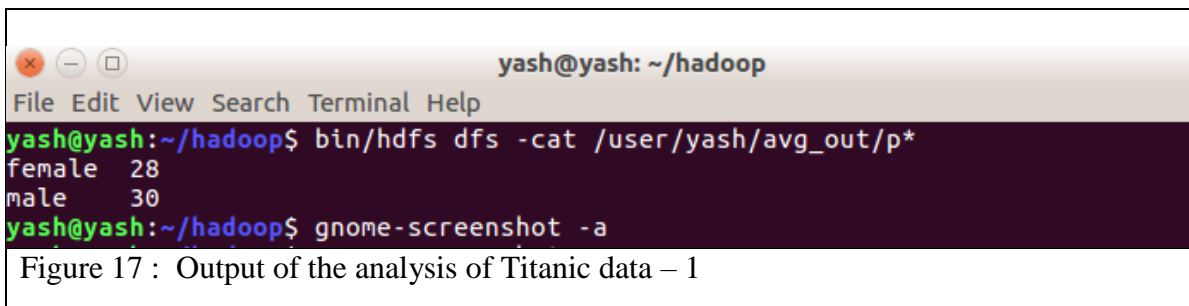 yash@yash: ~/hadoop
File Edit View Search Terminal Help
yash@yash:~/hadoop$ bin/hdfs dfs -cat /user/yash/avg_out/p*
female 28
male 30
yash@yash:~/hadoop$ gnome-screenshot -a
Figure 17 : Output of the analysis of Titanic data – 1